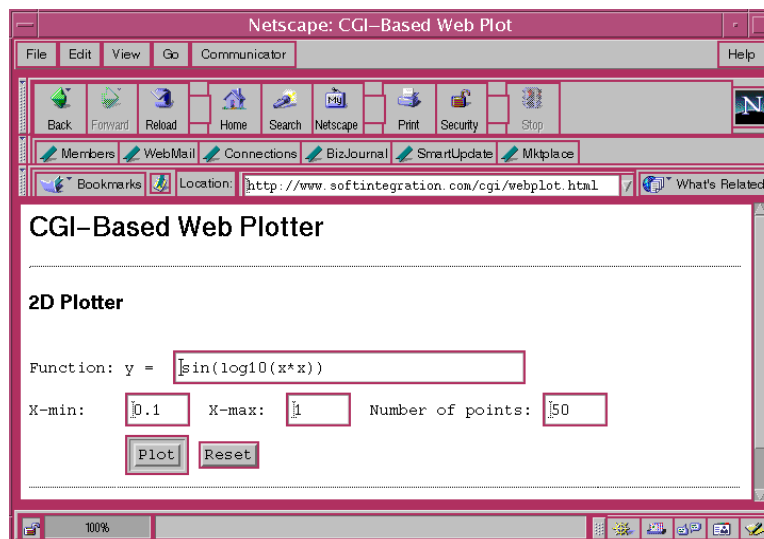 Netscape: CGI-Based Web Plot
File Edit View Go Communicator Help
Back Forward Reload Home Search Netscape Print Security Stop
My
N
Members WebMail Connections BizJournal SmartUpdate Mktplace
Bookmarks Location: http://www.softintegration.com/cgi/webplot.html What's Related
CGI-Based Web Plotter
2D Plotter
Function: y = sin(log10(x*x))
X-min: 0.1 X-max: 1 Number of points: 50
Plot Reset
100%